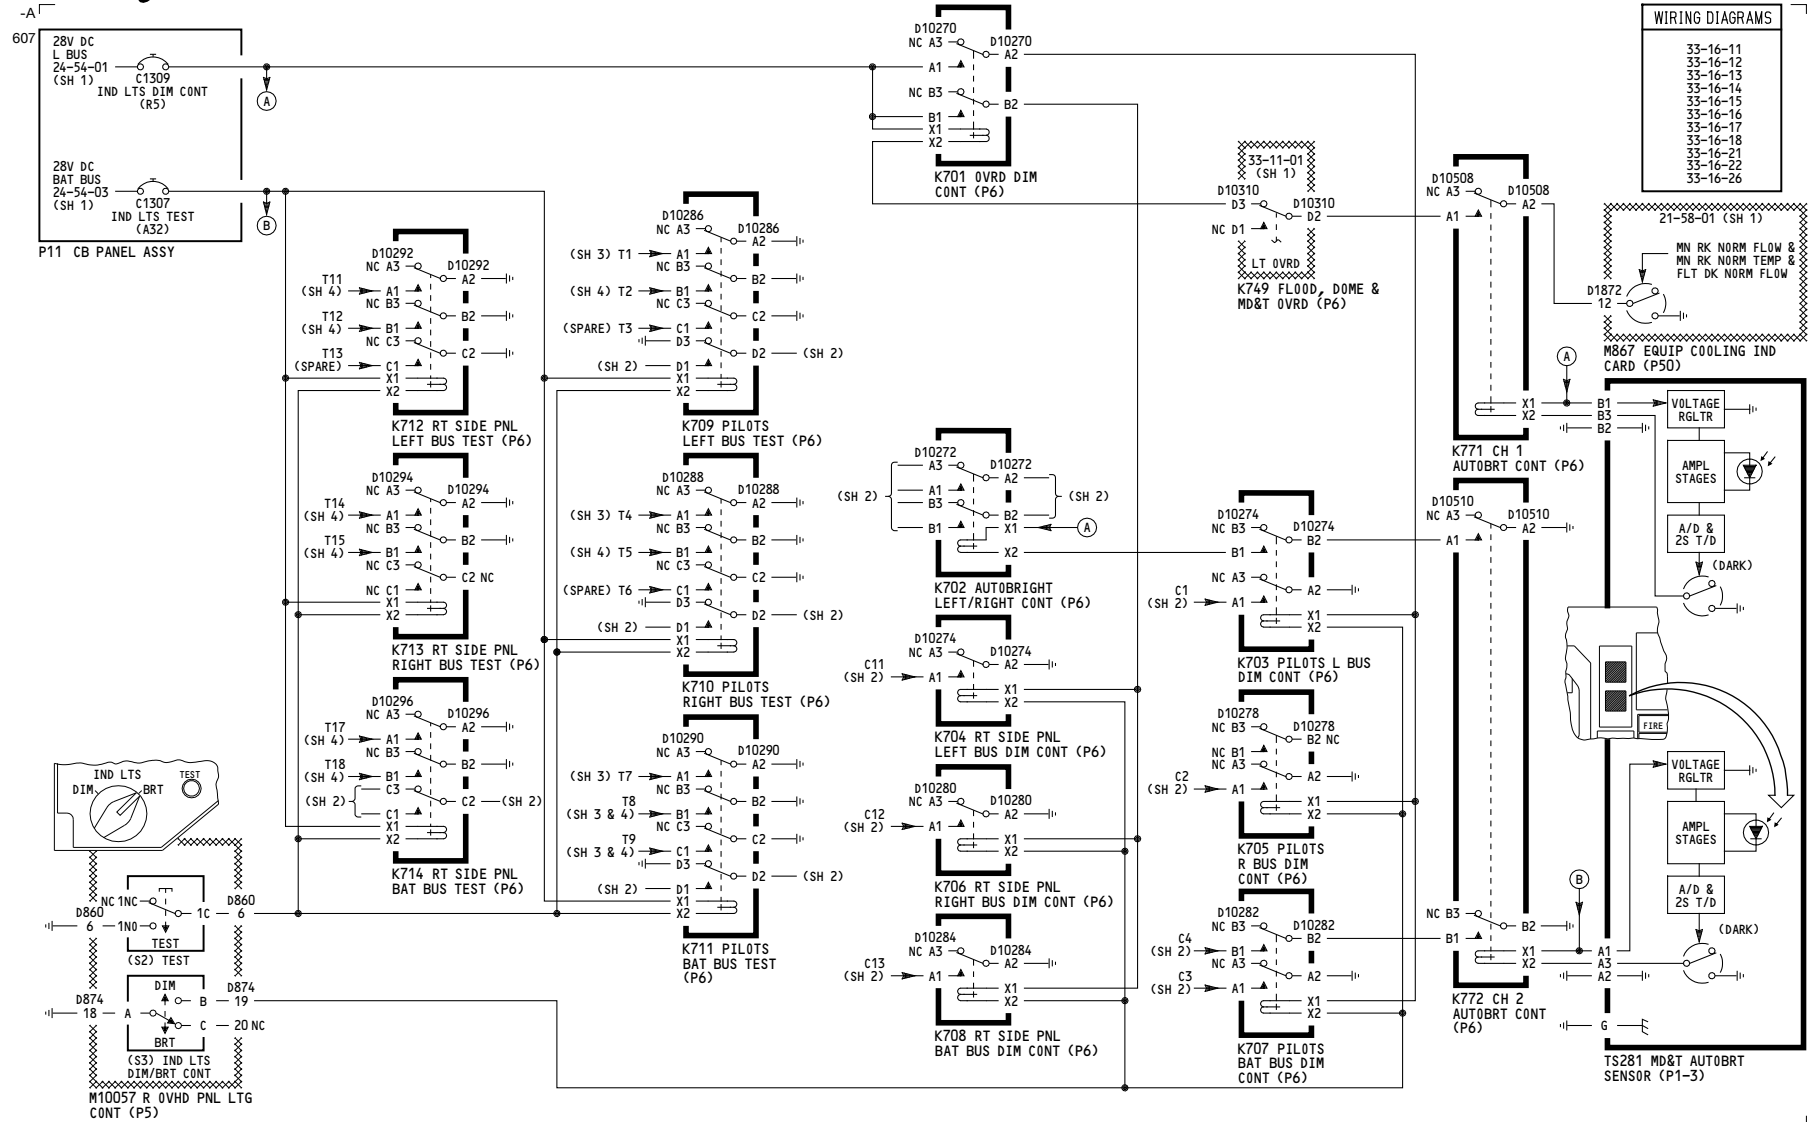 -A
607
28V DC
L BUS
24-54-01
(SH 1)
C1309
IND LTS DIM CONT
(R5)
A
28V DC
BAT BUS
24-54-03
(SH 1)
C1307
IND LTS TEST
(A32)
B
P11 CB PANEL ASSY
D10292
NC A3
D10292
A2
T11
(SH 4)
A1
NC B3
B2
T12
(SH 4)
B1
NC C3
C2
T13
(SPARE)
C1
X1
X2
K712 RT SIDE PNL
LEFT BUS TEST (P6)
D10294
NC A3
D10294
A2
T14
(SH 4)
A1
NC B3
B2
T15
(SH 4)
B1
NC C3
C2 NC
NC C1
X1
X2
K713 RT SIDE PNL
RIGHT BUS TEST (P6)
D10296
NC A3
D10296
A2
T17
(SH 4)
A1
NC B3
B2
T18
(SH 4)
B1
C3
(SH 2)
C2
(SH 2)
C1
X1
X2
K714 RT SIDE PNL
BAT BUS TEST (P6)
IND LTS
DIM
BRT
TEST
D860
6
NC 1NC
1NO
1C
D860
6
TEST
(S2) TEST
D874
18
A
DIM
B
C
BRT
D874
19
20 NC
(S3) IND LTS
DIM/BRT CONT
M10057 R OVHD PNL LTG
CONT (P5)
D10286
NC A3
D10286
A2
(SH 3) T1
A1
NC B3
B2
(SH 4) T2
B1
NC C3
C2
(SPARE) T3
C1
D3
D2
(SH 2)
(SH 2)
D1
X1
X2
K709 PILOTS
LEFT BUS TEST (P6)
D10288
NC A3
D10288
A2
(SH 3) T4
A1
NC B3
B2
(SH 4) T5
B1
NC C3
C2
(SPARE) T6
C1
D3
D2
(SH 2)
(SH 2)
D1
X1
X2
K710 PILOTS
RIGHT BUS TEST (P6)
D10290
NC A3
D10290
A2
(SH 3) T7
A1
NC B3
B2
T8
(SH 3 & 4)
B1
NC C3
C2
T9
(SH 3 & 4)
C1
D3
D2
(SH 2)
(SH 2)
D1
X1
X2
K711 PILOTS
BAT BUS TEST
(P6)
D10270
NC A3
D10270
A2
A1
NC B3
B2
B1
X1
X2
K701 OVRD DIM
CONT (P6)
D10272
A3
D10272
A2
A1
B3
(SH 2)
(SH 2)
B2
B1
X1
A
X2
K702 AUTOBRIGHT
LEFT/RIGHT CONT (P6)
D10274
NC A3
D10274
A2
C11
(SH 2)
A1
X1
X2
K704 RT SIDE PNL
LEFT BUS DIM CONT (P6)
D10280
NC A3
D10280
A2
C12
(SH 2)
A1
X1
X2
K706 RT SIDE PNL
RIGHT BUS DIM CONT (P6)
D10284
NC A3
D10284
A2
C13
(SH 2)
A1
X1
X2
K708 RT SIDE PNL
BAT BUS DIM CONT (P6)
33-11-01
(SH 1)
D10310
D3
D10310
D2
NC D1
LT OVRD
K749 FLOOD, DOME &
MD&T OVRD (P6)
D10274
NC B3
D10274
B2
B1
NC A3
A2
C1
(SH 2)
A1
X1
X2
K703 PILOTS L BUS
DIM CONT (P6)
D10278
NC B3
D10278
B2 NC
NC B1
NC A3
A2
C2
(SH 2)
A1
X1
X2
K705 PILOTS
R BUS DIM
CONT (P6)
D10282
NC B3
D10282
B2
C4
(SH 2)
B1
NC A3
A2
C3
(SH 2)
A1
X1
X2
K707 PILOTS
BAT BUS DIM
CONT (P6)
D10508
NC A3
D10508
A2
A1
X1
X2
K771 CH 1
AUTOBRT CONT (P6)
D10510
NC A3
D10510
A2
A1
NC B3
B2
B1
X1
X2
K772 CH 2
AUTOBRT CONT
(P6)
WIRING DIAGRAMS
33-16-11
33-16-12
33-16-13
33-16-14
33-16-15
33-16-16
33-16-17
33-16-18
33-16-21
33-16-22
33-16-26
21-58-01 (SH 1)
MN RK NORM FLOW &
MN RK NORM TEMP &
FLT DK NORM FLOW
D1872
12
M867 EQUIP COOLING IND
CARD (P50)
A
B1
B3
B2
VOLTAGE
RGLTR
AMPL
STAGES
A/D &
2S T/D
(DARK)
FIRE
VOLTAGE
RGLTR
AMPL
STAGES
A/D &
2S T/D
(DARK)
B
A1
A3
A2
G
TS281 MD&T AUTOBRT
SENSOR (P1-3)